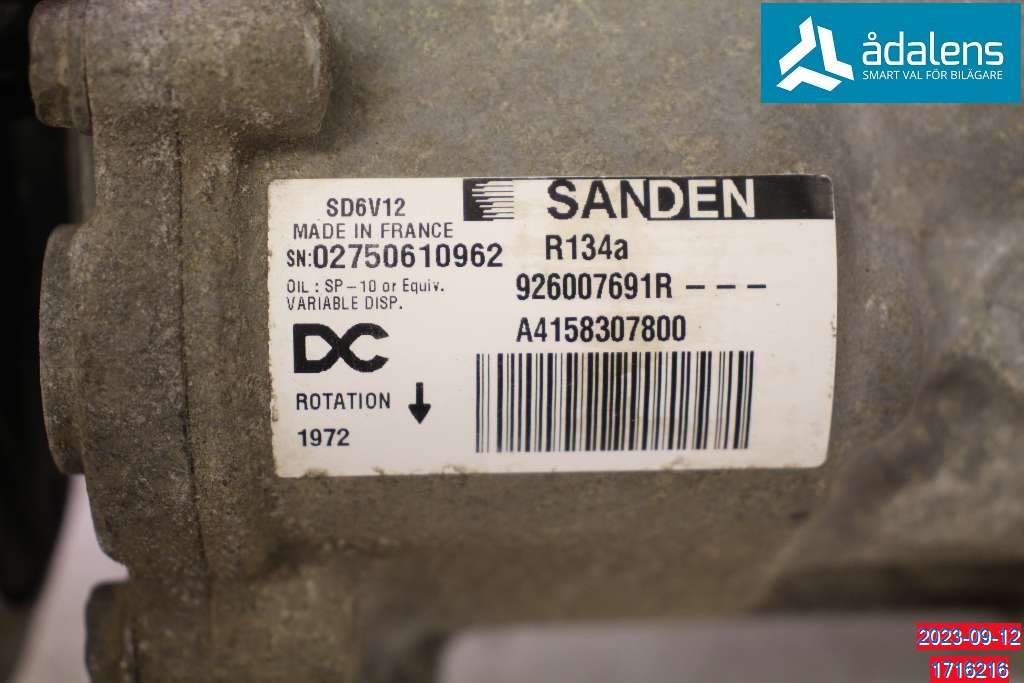 ådalens
SMART VAL FÖR BILÄGARE
SD6V12
SANDEN
MADE IN FRANCE
SN:02750610962
R134a
OIL : SP-10 or Equiv.
VARIABLE DISP.
926007691R - - -
A4158307800
DC
ROTATION
1972
2023-09-12
1716216